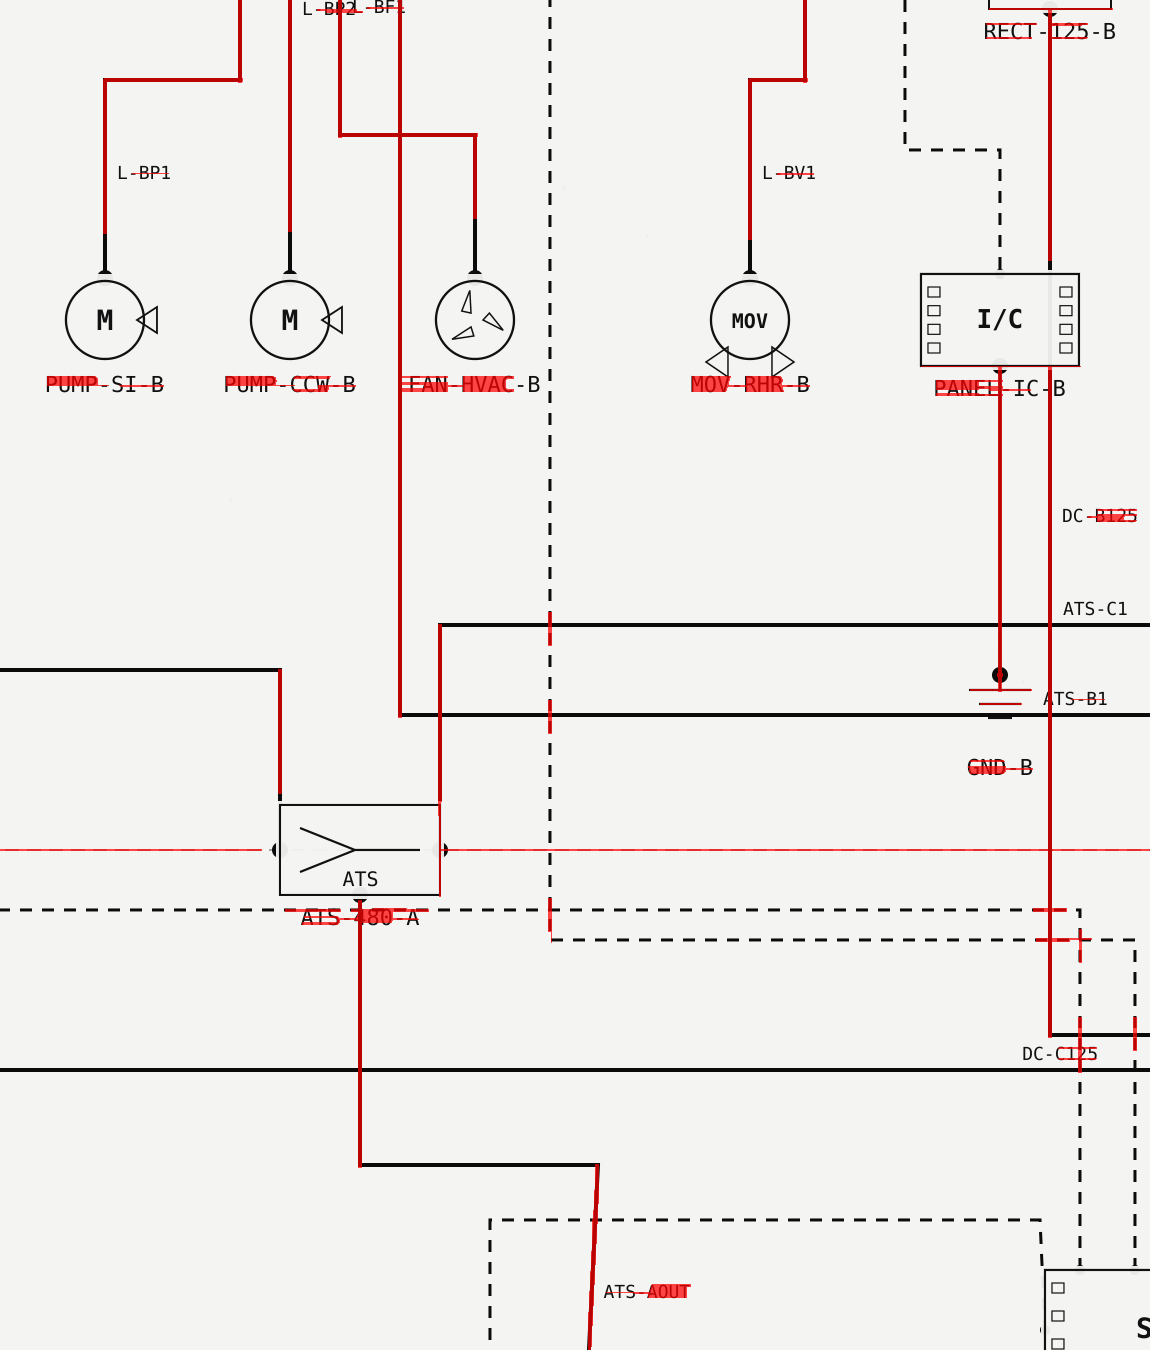 L-BP2
L-BF1
RECT-125-B
L-BP1
L-BV1
M
M
MOV
I/C
PUMP-SI-B
PUMP-CCW-B
FAN-HVAC-B
MOV-RHR-B
PANEL-IC-B
DC-B125
ATS-C1
ATS-B1
GND-B
ATS
ATS-480-A
DC-C125
ATS-AOUT
S